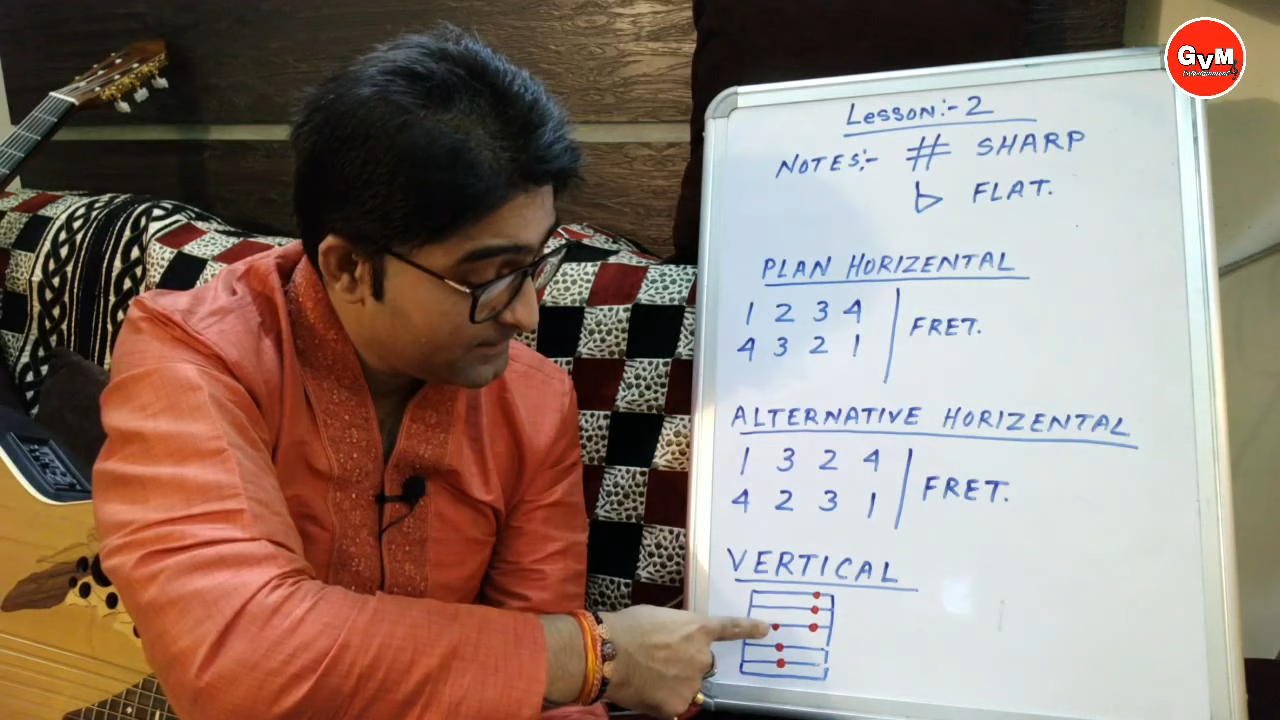 GvM
Entertainment
Lesson:- 2
NOTES:- # SHARP
b FLAT.
PLAN HORIZENTAL
1 2 3 4
4 3 2 1
FRET.
ALTERNATIVE HORIZENTAL
1 3 2 4
4 2 3 1
FRET.
VERTICAL